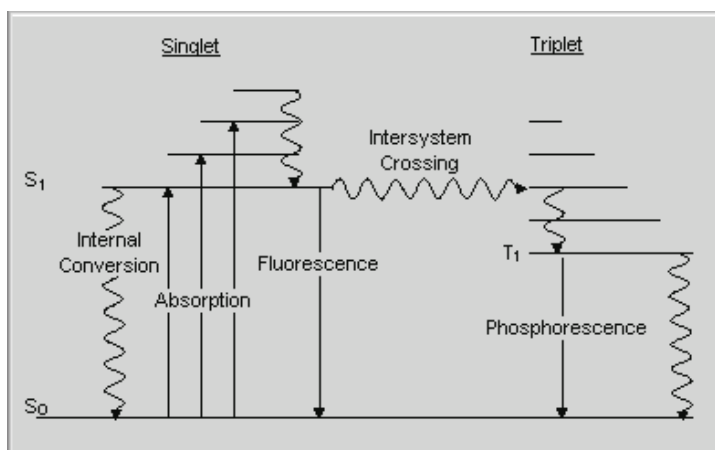 Singlet
Triplet
Intersystem
Crossing
S1
Internal
Conversion
Fluorescence
T1
Absorption
Phosphorescence
S0